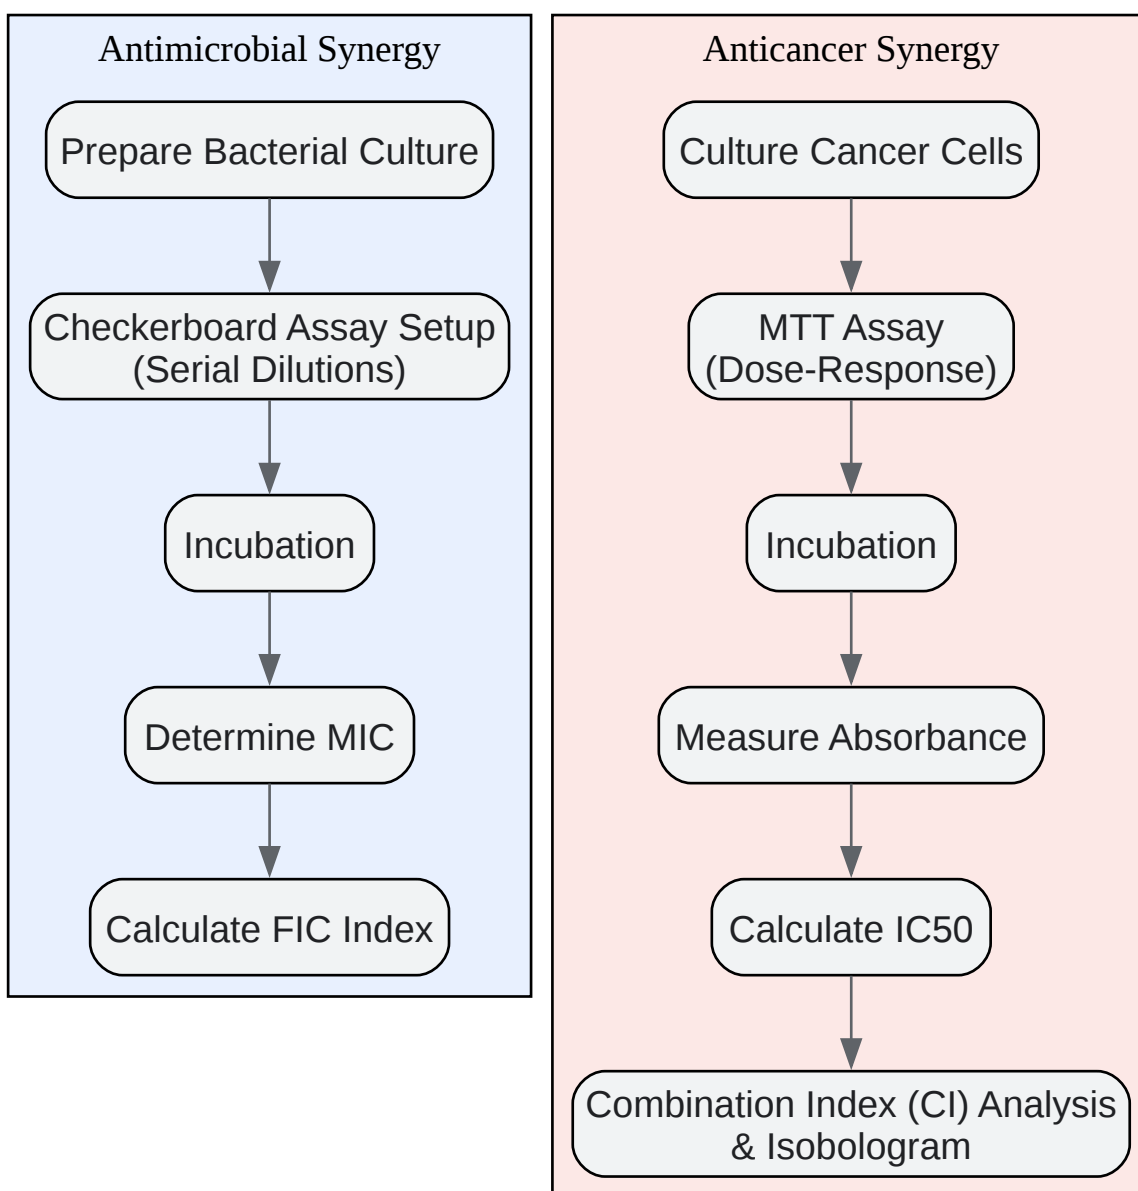 Antimicrobial Synergy
Prepare Bacterial Culture
Checkerboard Assay Setup
(Serial Dilutions)
Incubation
Determine MIC
Calculate FIC Index
Anticancer Synergy
Culture Cancer Cells
MTT Assay
(Dose-Response)
Incubation
Measure Absorbance
Calculate IC50
Combination Index (CI) Analysis
& Isobologram